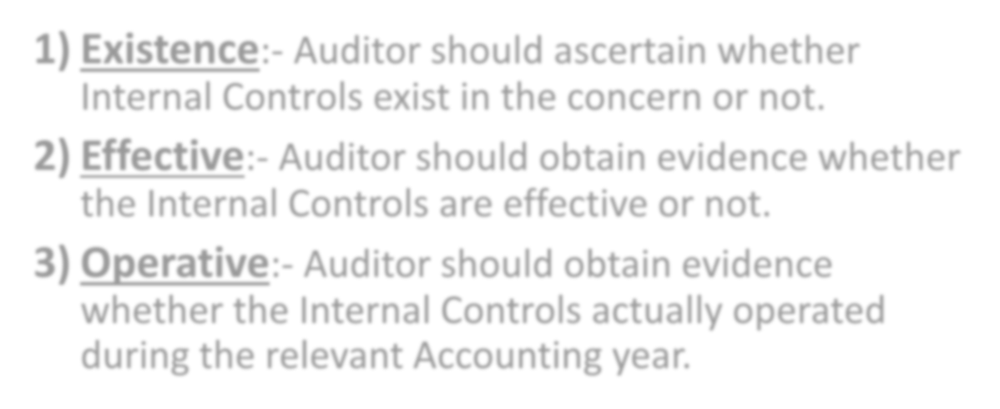 1) Existence:- Auditor should ascertain whether
Internal Controls exist in the concern or not.
2) Effective:- Auditor should obtain evidence whether
the Internal Controls are effective or not.
3) Operative:- Auditor should obtain evidence
whether the Internal Controls actually operated
during the relevant Accounting year.